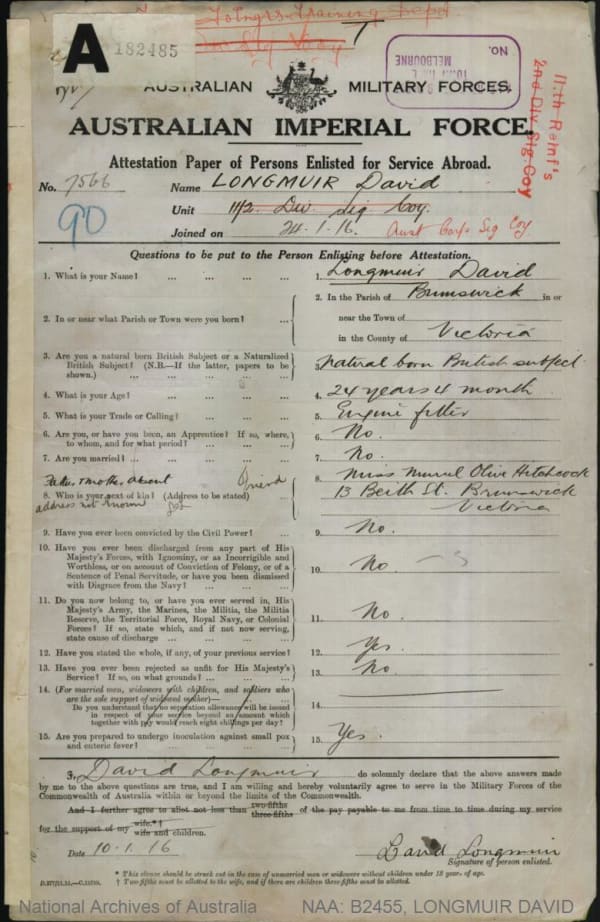 A
182485
Sig Coy
No.
MELBOURNE
AUSTRALIAN MILITARY FORCES.
AUSTRALIAN IMPERIAL FORCE.
11th Reinf's
2nd Div. Sig. Coy
Attestation Paper of Persons Enlisted for Service Abroad.
No. 7566 Name LONGMUIR David
90
Unit 11/2 Div Sig Coy.
Joined on 24.1.16. Aust Corps Sig Coy
Questions to be put to the Person Enlisting before Attestation.
1. What is your Name? ... ... ... ... 1. Longmuir David
2. In or near what Parish or Town were you born? ... 2. In the Parish of Brunswick in or
near the Town of
in the County of Victoria
3. Are you a natural born British Subject or a Naturalized
British Subject? (N.B.—If the latter, papers to be
shown.) ... ... ... ... 3. Natural born British subject.
4. What is your Age? ... ... ... ... 4. 24 years 4 month
5. What is your Trade or Calling? ... ... ... 5. Engine fitter
6. Are you, or have you been, an Apprentice? If so, where,
to whom, and for what period? ... ... ... 6. No.
7. Are you married? ... ... ... ... 7. No.
Father & mother absent
friend
8. Who is your next of kin? (Address to be stated) ... 8. Miss Muriel Olive Hitchcock
address not known
13 Beith St. Brunswick
Victoria
9. Have you ever been convicted by the Civil Power? ... 9. No.
10. Have you ever been discharged from any part of His
Majesty's Forces, with Ignominy, or as Incorrigible and
Worthless, or on account of Conviction of Felony, or of a
Sentence of Penal Servitude, or have you been dismissed
with Disgrace from the Navy? ... ... ... 10. No.
11. Do you now belong to, or have you ever served in, His
Majesty's Army, the Marines, the Militia, the Militia
Reserve, the Territorial Force, Royal Navy, or Colonial
Forces? If so, state which, and if not now serving,
state cause of discharge ... ... ... ... 11. No.
12. Have you stated the whole, if any, of your previous service? 12. Yes
13. Have you ever been rejected as unfit for His Majesty's
Service? If so, on what grounds? ... ... ... 13. No
14. (For married men, widowers with children, and soldiers who
are the sole support of widowed mother)—
Do you understand that no separation allowance will be issued
in respect of your service beyond an amount which
together with pay would reach eight shillings per day? 14.
15. Are you prepared to undergo inoculation against small pox
and enteric fever? ... ... ... ... 15. Yes.
I, David Longmuir do solemnly declare that the above answers made
by me to the above questions are true, and I am willing and hereby voluntarily agree to serve in the Military Forces of the
Commonwealth of Australia within or beyond the limits of the Commonwealth.
And I further agree to allot not less than two-fifths three-fifths of the pay payable to me from time to time during my service
for the support of my wife.*† wife and children.
Date 10.1.16 David Longmuir
Signature of person enlisted.
* This clause should be struck out in the case of unmarried men or widowers without children under 18 years of age.
† Two-fifths must be allotted to the wife, and if there are children three-fifths must be allotted.
National Archives of Australia NAA: B2455, LONGMUIR DAVID